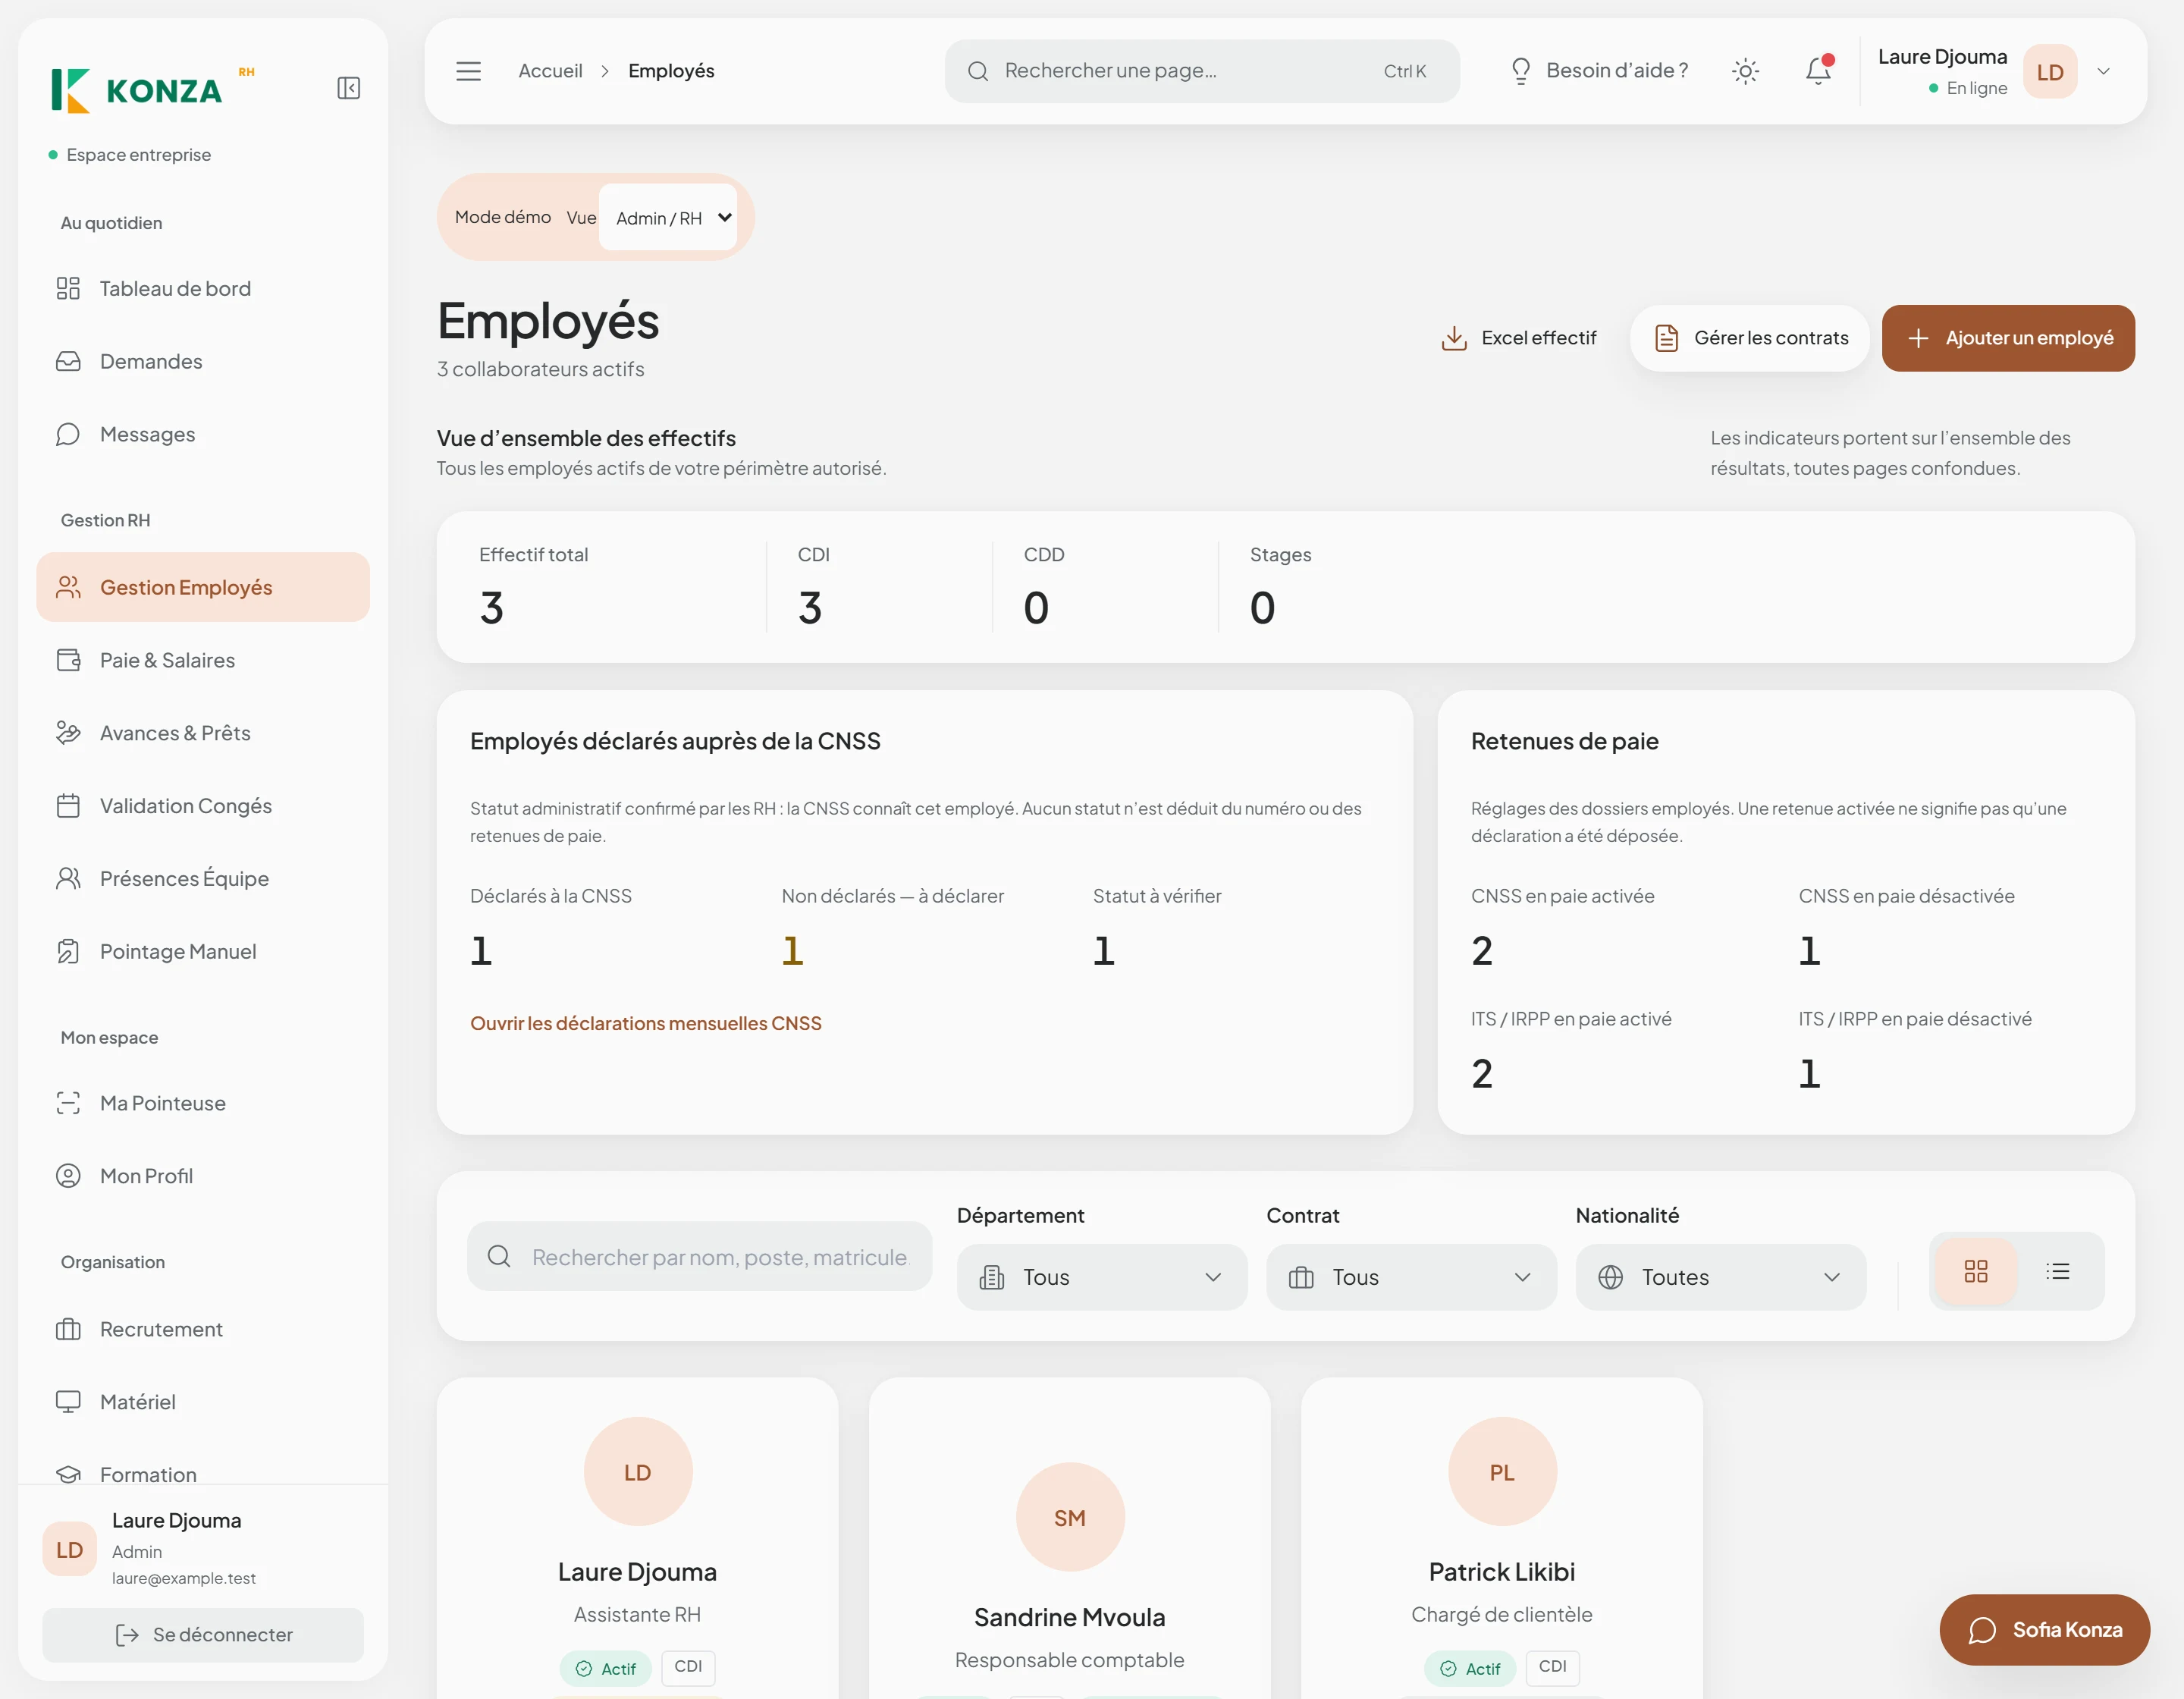 KONZA RH
Espace entreprise
Au quotidien
Tableau de bord
Demandes
Messages
Gestion RH
Gestion Employés
Paie & Salaires
Avances & Prêts
Validation Congés
Présences Équipe
Pointage Manuel
Mon espace
Ma Pointeuse
Mon Profil
Organisation
Recrutement
Matériel
Formation
LD
Laure Djouma
Admin
laure@example.test
Se déconnecter
Accueil > Employés
Rechercher une page... Ctrl K
Besoin d’aide ?
Laure Djouma
En ligne
LD
Mode démo Vue Admin / RH
Employés
3 collaborateurs actifs
Excel effectif
Gérer les contrats
Ajouter un employé
Vue d’ensemble des effectifs
Tous les employés actifs de votre périmètre autorisé.
Les indicateurs portent sur l’ensemble des
résultats, toutes pages confondues.
Effectif total
3
CDI
3
CDD
0
Stages
0
Employés déclarés auprès de la CNSS
Statut administratif confirmé par les RH : la CNSS connaît cet employé. Aucun statut n’est déduit du numéro ou des
retenues de paie.
Déclarés à la CNSS
1
Non déclarés — à déclarer
1
Statut à vérifier
1
Ouvrir les déclarations mensuelles CNSS
Retenues de paie
Réglages des dossiers employés. Une retenue activée ne signifie pas qu’une
déclaration a été déposée.
CNSS en paie activée
2
CNSS en paie désactivée
1
ITS / IRPP en paie activé
2
ITS / IRPP en paie désactivé
1
Rechercher par nom, poste, matricule
Département
Tous
Contrat
Tous
Nationalité
Toutes
LD
Laure Djouma
Assistante RH
Actif CDI
SM
Sandrine Mvoula
Responsable comptable
PL
Patrick Likibi
Chargé de clientèle
Actif CDI
Sofia Konza